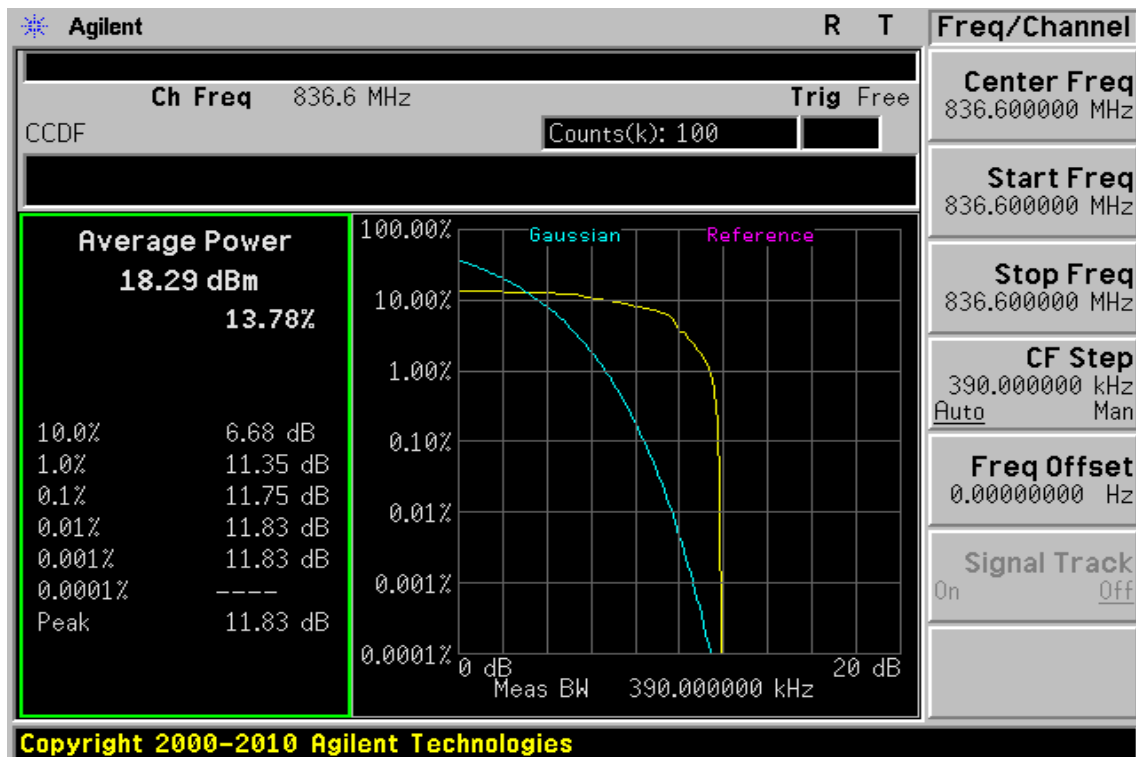 Agilent R T Freq/Channel
Ch Freq 836.6 MHz Trig Free
CCDF Counts(k): 100
Center Freq
836.600000 MHz
Start Freq
836.600000 MHz
Stop Freq
836.600000 MHz
CF Step
390.000000 kHz
Auto Man
Freq Offset
0.00000000 Hz
Signal Track
On Off
Average Power
18.29 dBm
13.78%
10.0% 6.68 dB
1.0% 11.35 dB
0.1% 11.75 dB
0.01% 11.83 dB
0.001% 11.83 dB
0.0001% ----
Peak 11.83 dB
Gaussian Reference
100.00%
10.00%
1.00%
0.10%
0.01%
0.001%
0.0001%
0 dB 20 dB
Meas BW 390.000000 kHz
Copyright 2000-2010 Agilent Technologies